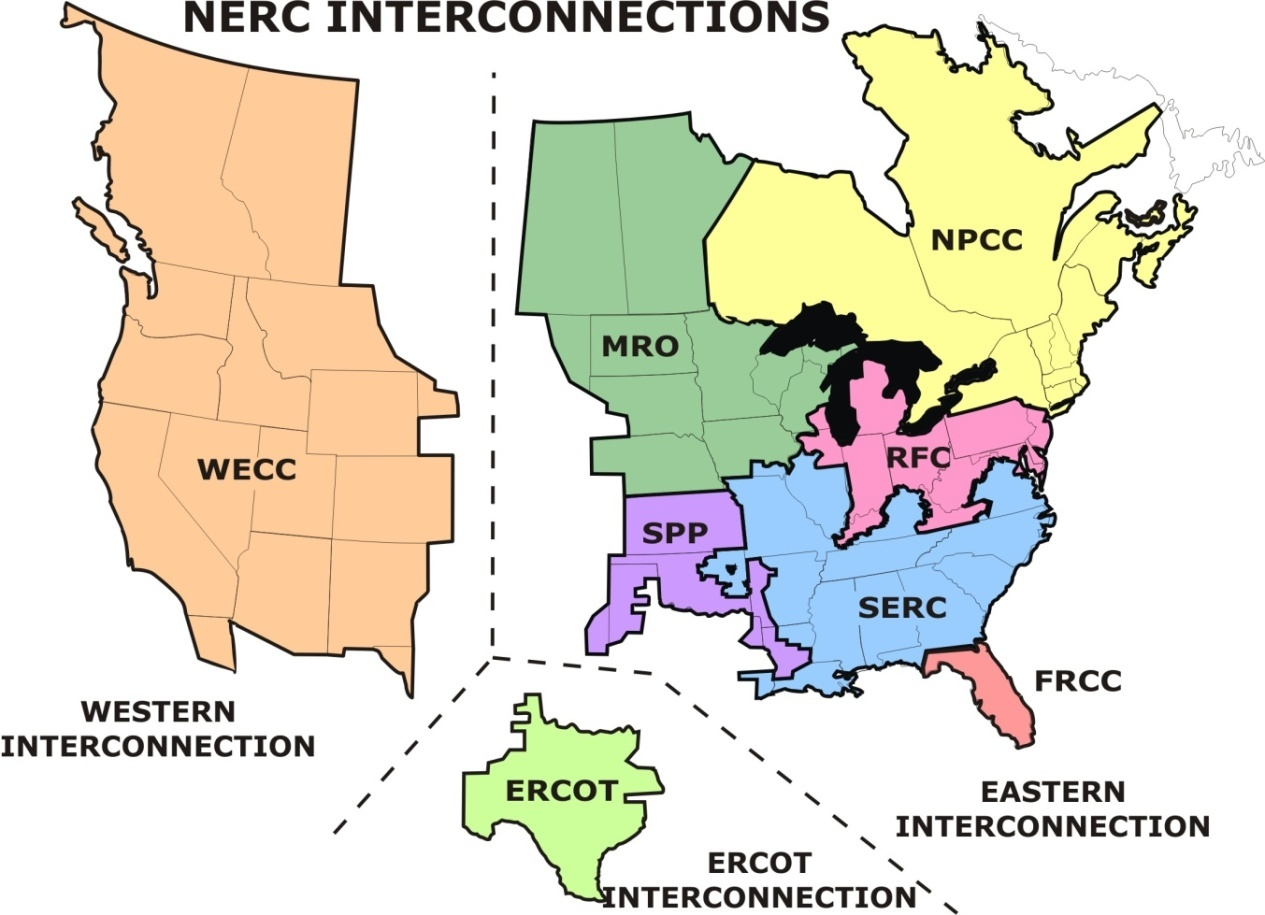 NERC INTERCONNECTIONS
NPCC
MRO
RFC
WECC
SPP
SERC
FRCC
WESTERN
INTERCONNECTION
ERCOT
EASTERN
INTERCONNECTION
ERCOT
INTERCONNECTION